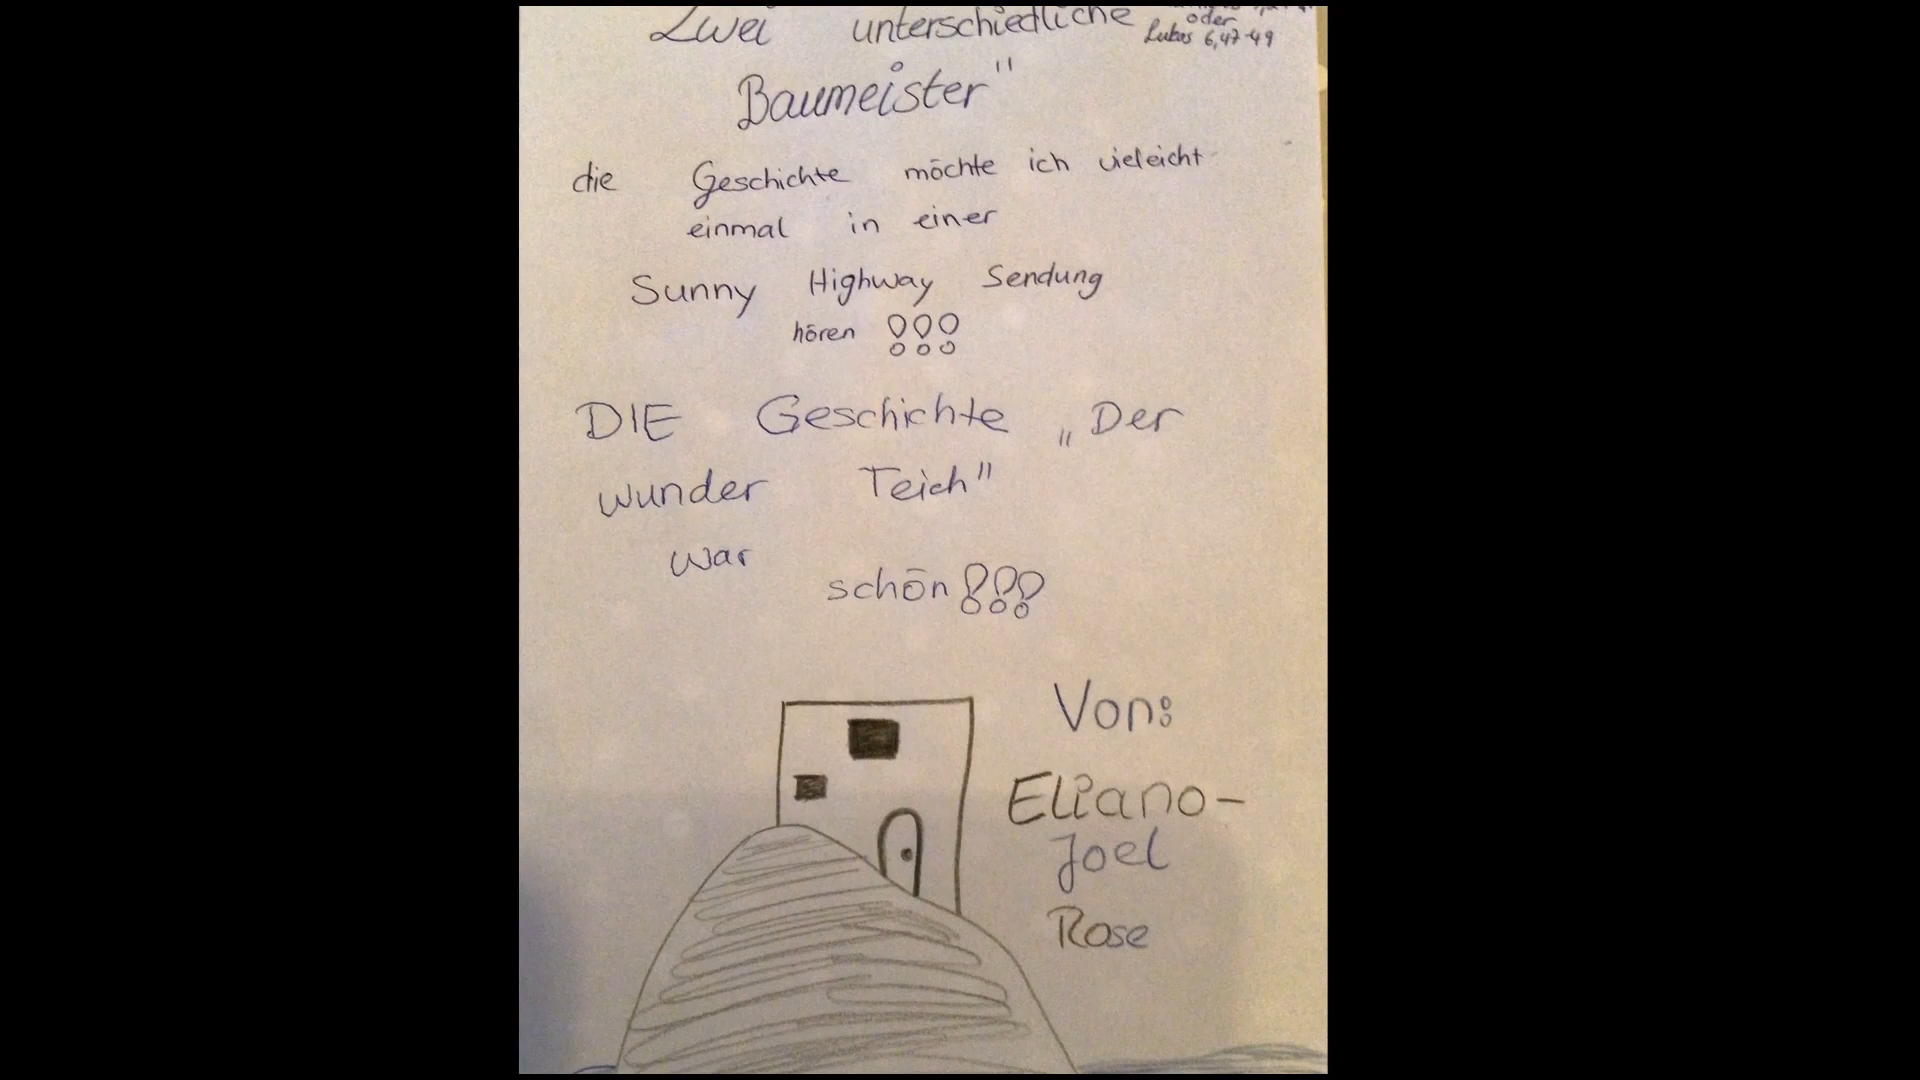 Zwei unterschiedliche
oder
Lukas 6,47-49
Baumeister"
die Geschichte möchte ich vieleicht
einmal in einer
Sunny Highway Sendung
hören !!!
DIE Geschichte „Der
wunder Teich"
war
schön!!!
Von:
Eliano-
Joel
Rose